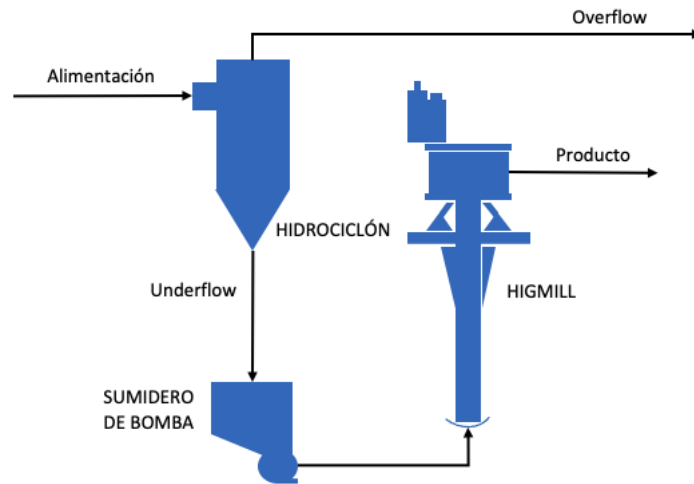 Overflow
Alimentación
Producto
HIDROCICLÓN
Underflow
HIGMILL
SUMIDERO
DE BOMBA